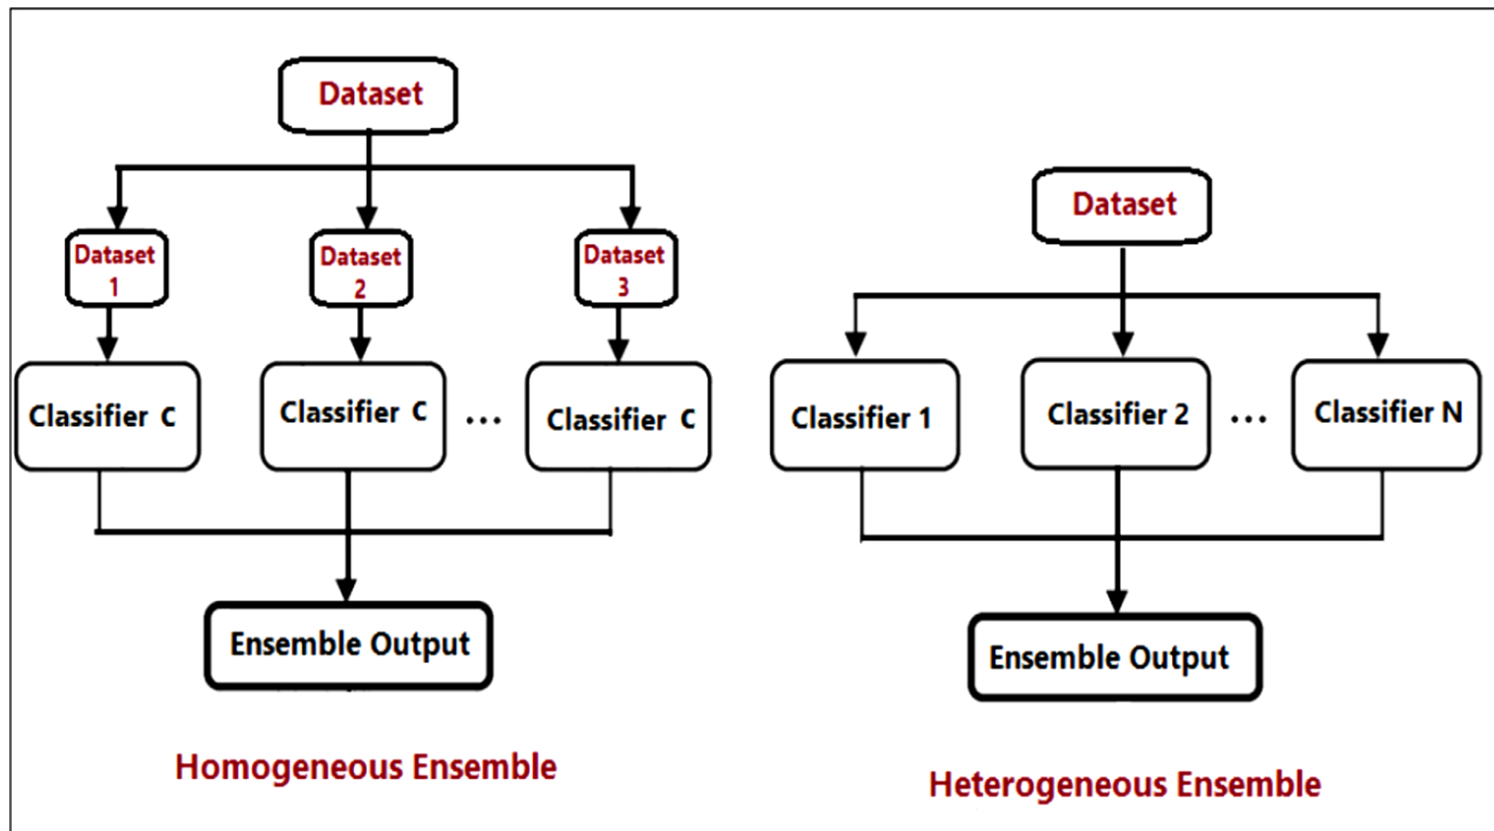 Dataset
Dataset
1
Dataset
2
Dataset
3
Classifier C
Classifier C
...
Classifier C
Ensemble Output
Homogeneous Ensemble
Dataset
Classifier 1
Classifier 2
...
Classifier N
Ensemble Output
Heterogeneous Ensemble